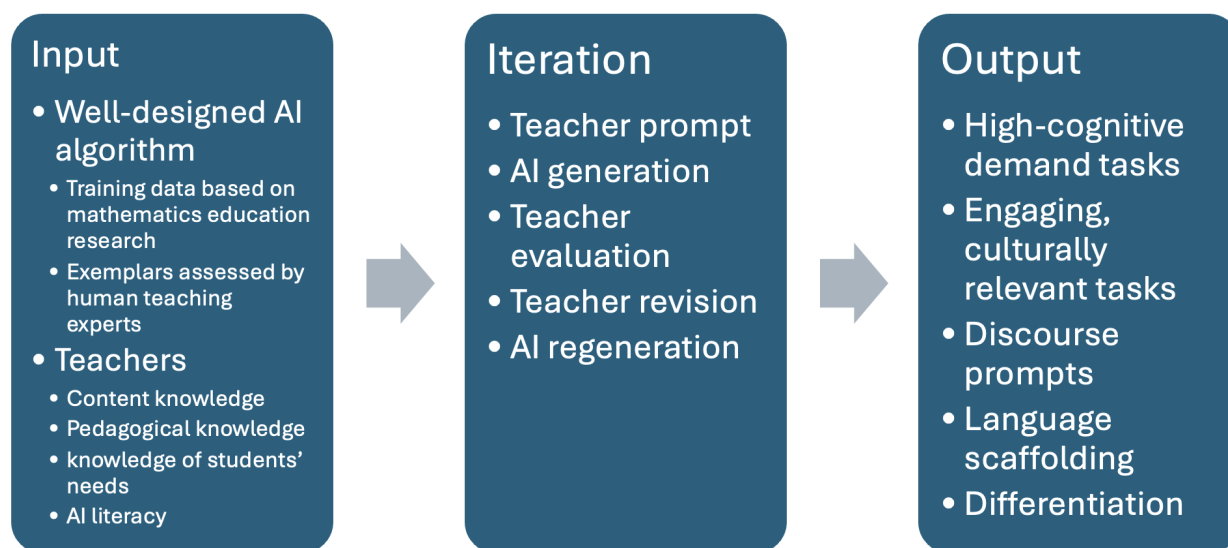 Input
• Well-designed AI
algorithm
• Training data based on
mathematics education
research
• Exemplars assessed by
human teaching
experts
• Teachers
• Content knowledge
• Pedagogical knowledge
• knowledge of students’
needs
• AI literacy
Iteration
• Teacher prompt
• AI generation
• Teacher
evaluation
• Teacher revision
• AI regeneration
Output
• High-cognitive
demand tasks
• Engaging,
culturally
relevant tasks
• Discourse
prompts
• Language
scaffolding
• Differentiation